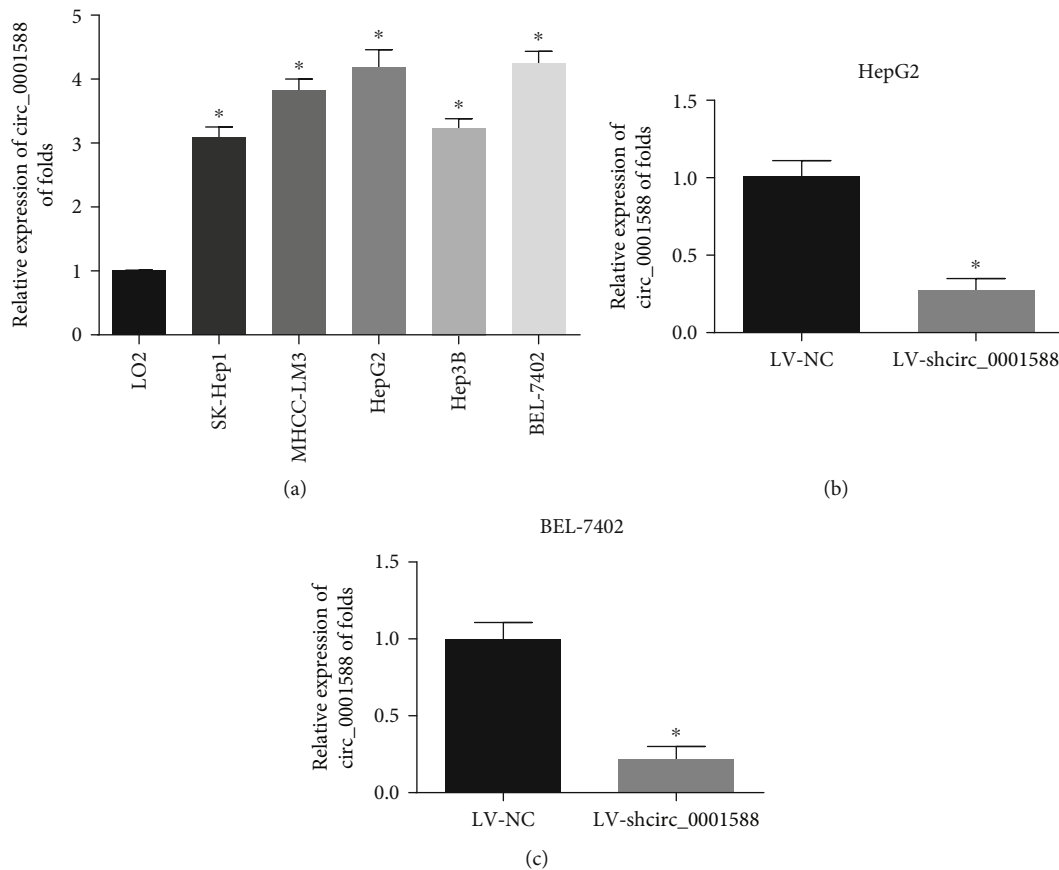 Relative expression of circ_0001588
of folds
5
4
3
2
1
0
*
*
*
*
*
LO2
SK-Hep1
MHCC-LM3
HepG2
Hep3B
BEL-7402
(a)
HepG2
Relative expression of
circ_0001588 of folds
1.5
1.0
0.5
0.0
*
LV-NC
LV-shcirc_0001588
(b)
BEL-7402
Relative expression of
circ_0001588 of folds
1.5
1.0
0.5
0.0
*
LV-NC
LV-shcirc_0001588
(c)